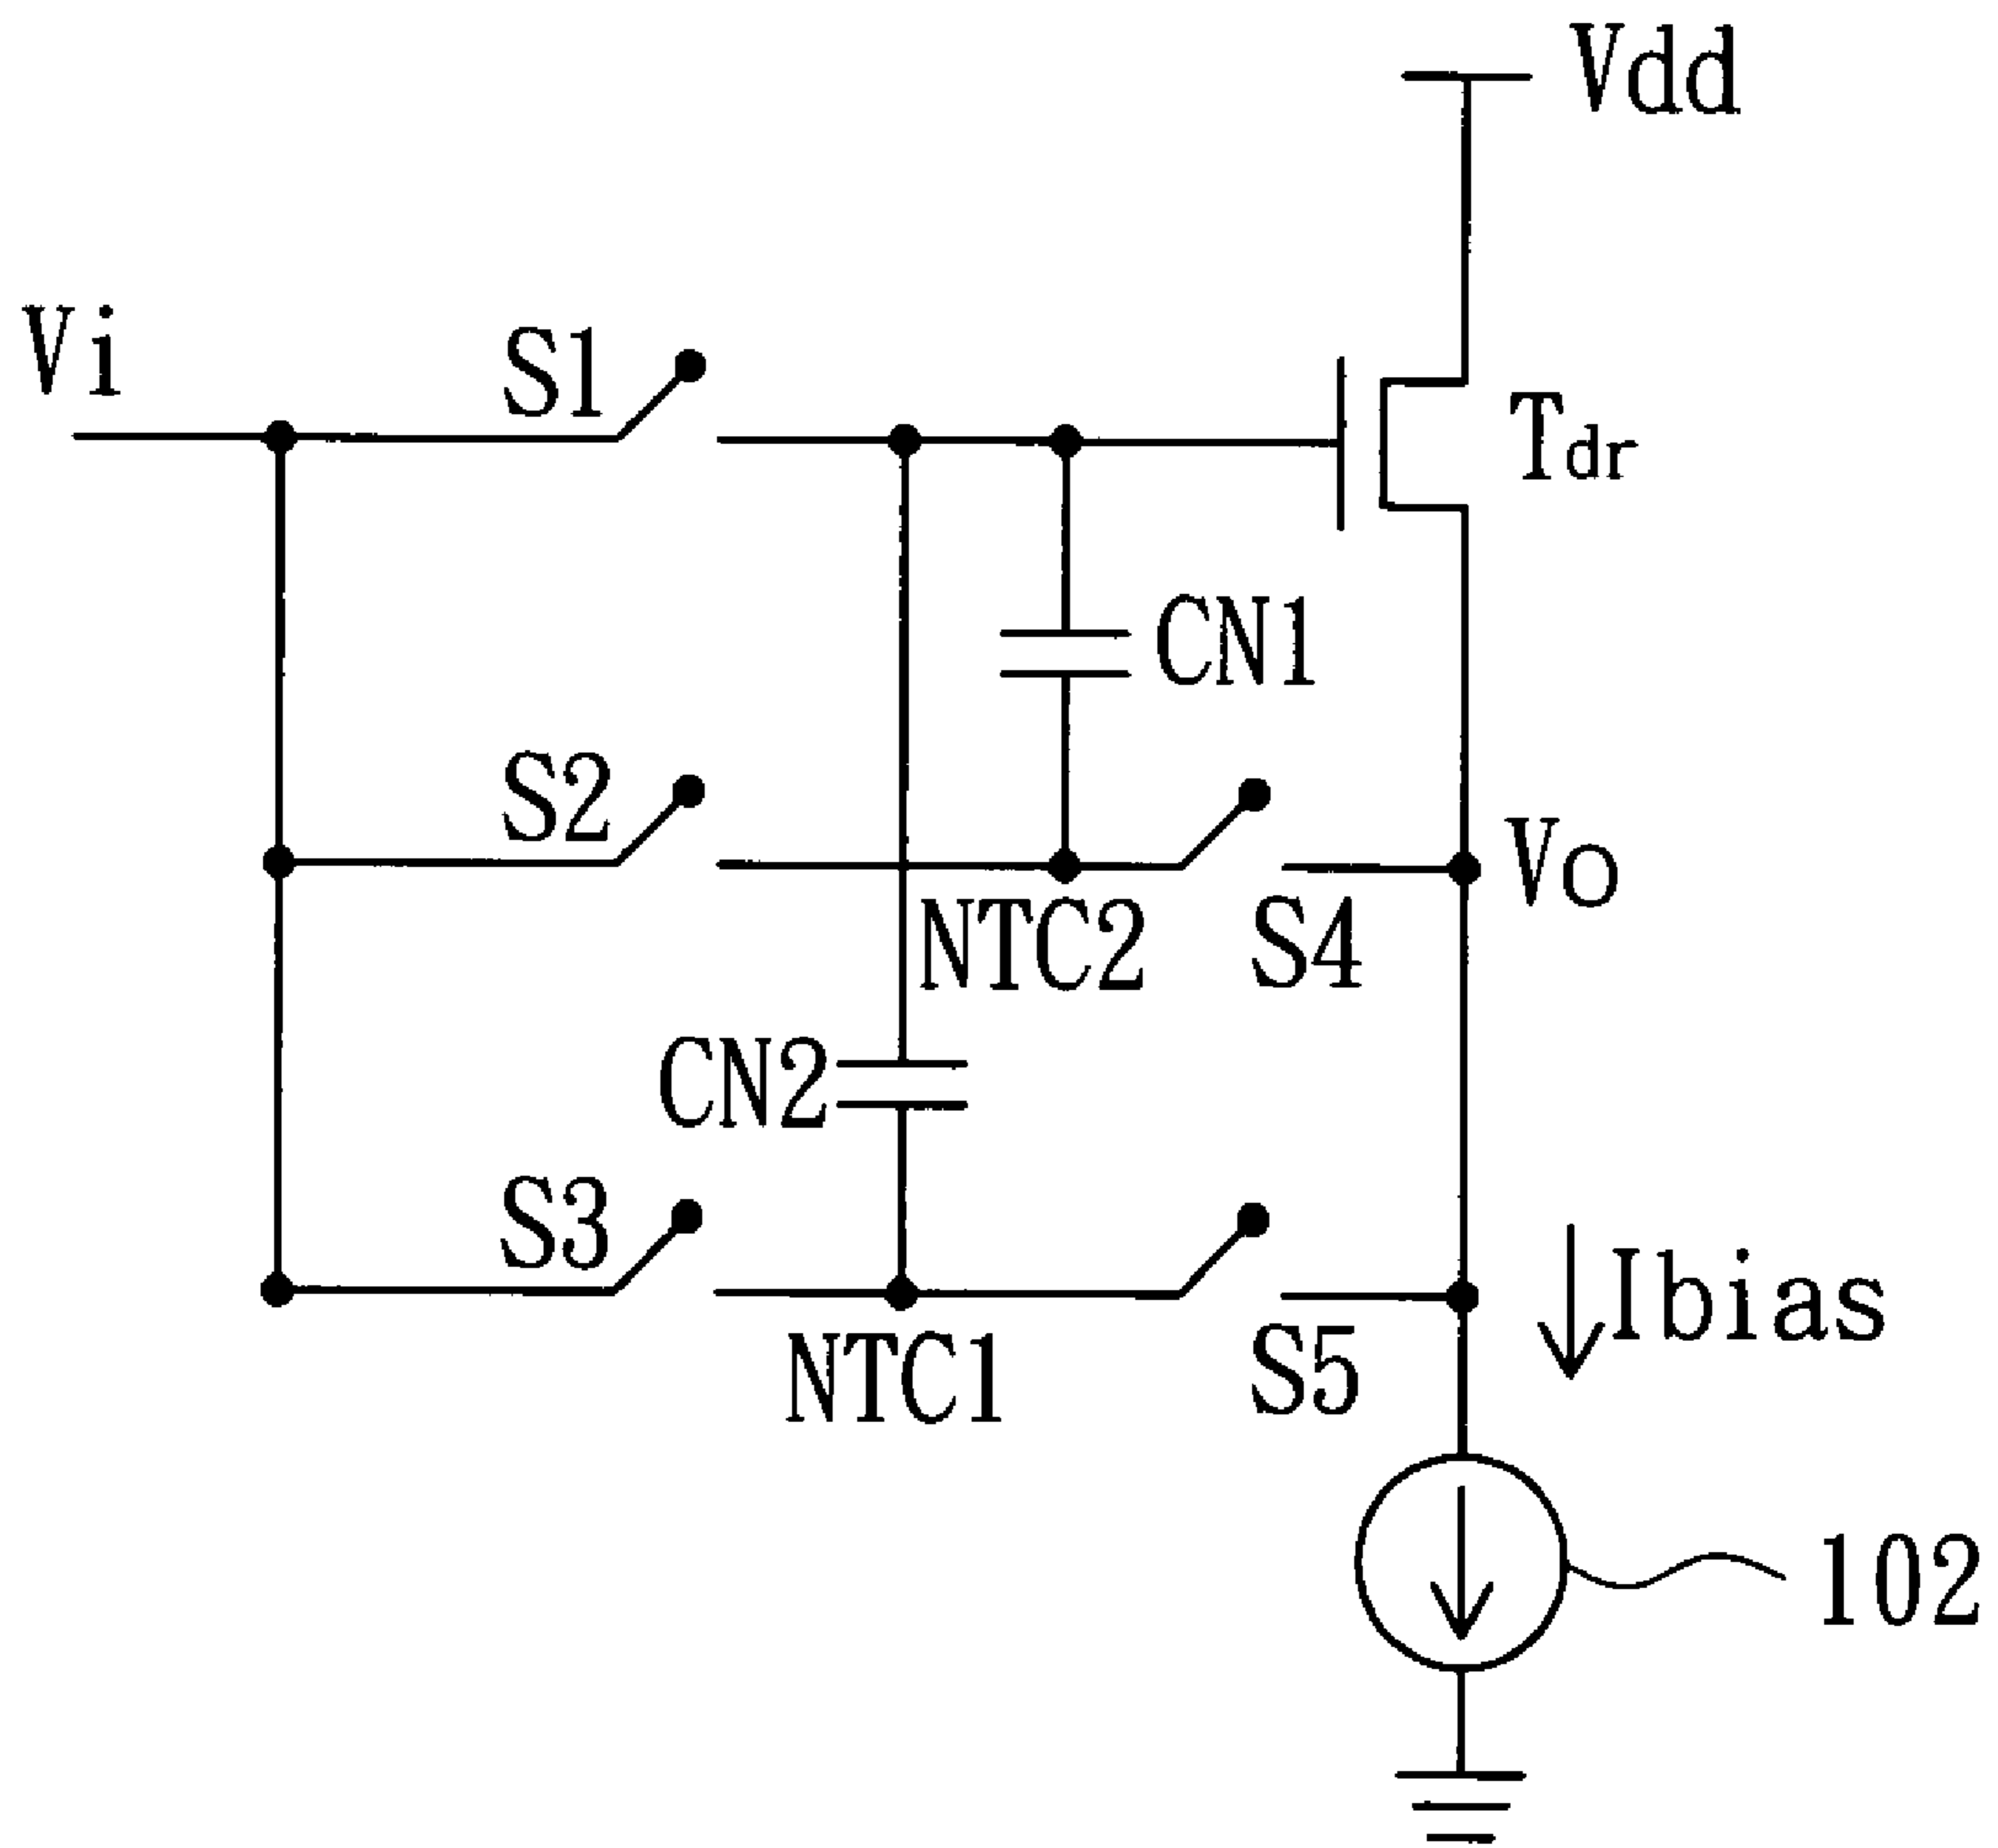 Vdd
Vi
S1
Tdr
CN1
S2
Vo
NTC2
S4
CN2
S3
Ibias
NTC1
S5
102